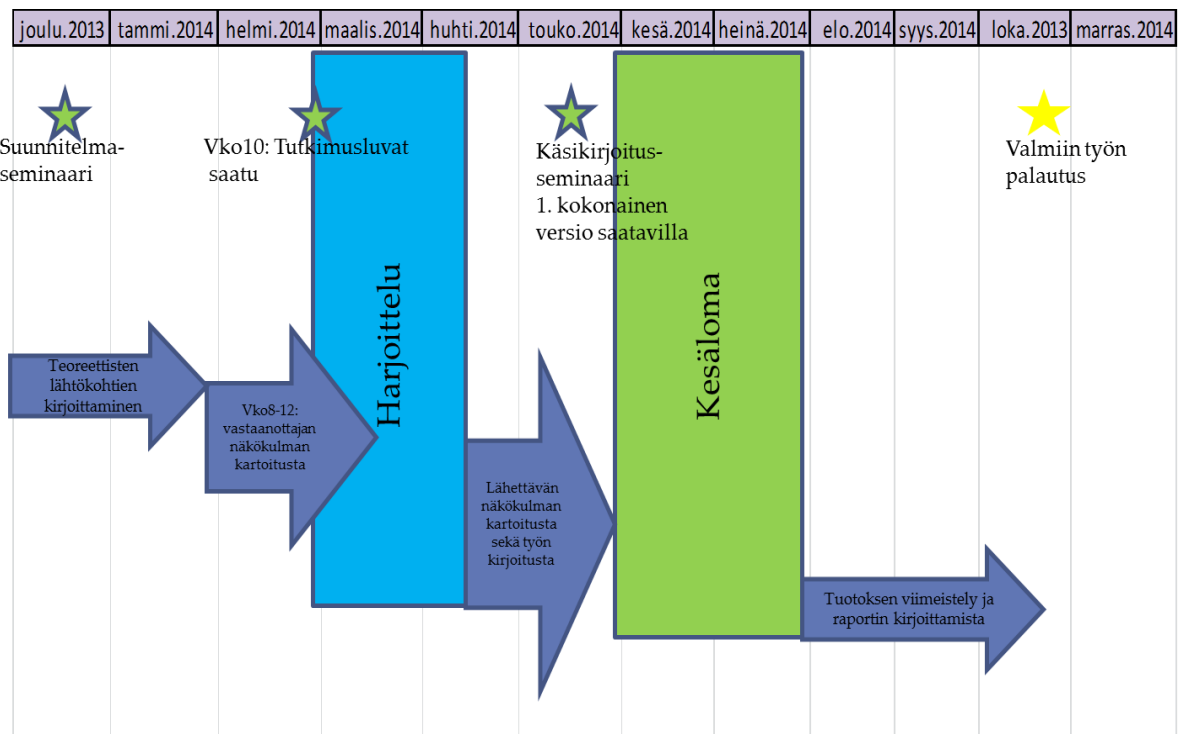 joulu.2013 tammi.2014 helmi.2014 maalis.2014 huhti.2014 touko.2014 kesä.2014 heinä.2014 elo.2014 syys.2014 loka.2013 marras.2014
Suunnitelma-
seminaari
Vko10: Tutkimusluvat
saatu
Käsikirjoitus-
seminaari
1. kokonainen
versio saatavilla
Valmiin työn
palautus
Harjoittelu
Kesäloma
Teoreettisten
lähtökohtien
kirjoittaminen
Vko8-12:
vastaanottajan
näkökulman
kartoitusta
Lähettävän
näkökulman
kartoitusta
sekä työn
kirjoitusta
Tuotoksen viimeistely ja
raportin kirjoittamista